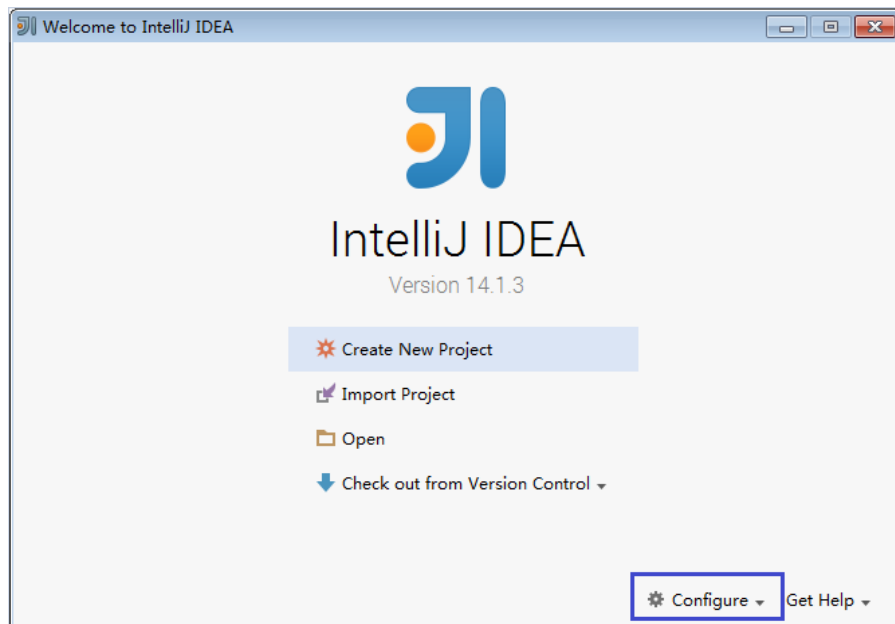 Welcome to IntelliJ IDEA
IntelliJ IDEA
Version 14.1.3
Create New Project
Import Project
Open
Check out from Version Control
Configure
Get Help